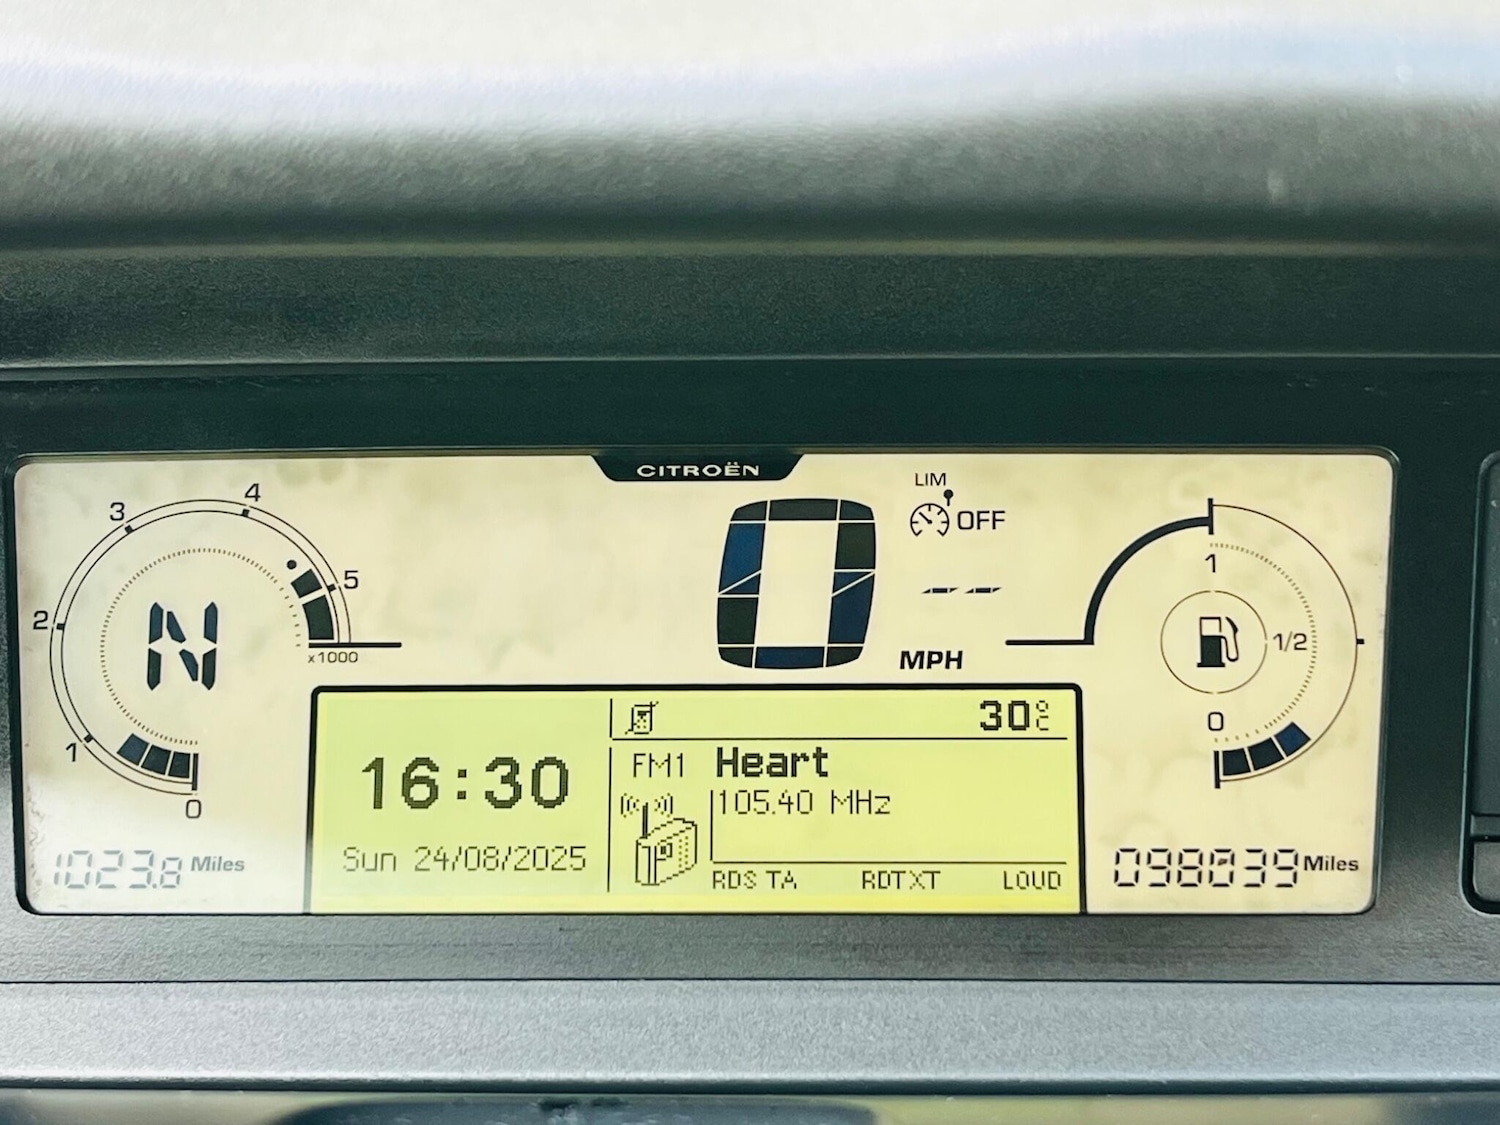 CITROËN
4
3
5
2
1
0
x1000
N
0
MPH
LIM
OFF
-- --
1
1/2
0
16:30
Sun 24/08/2025
30°C
FM1 Heart
105.40 MHz
RDS TA RDTXT LOUD
1023.8 Miles
098039 Miles